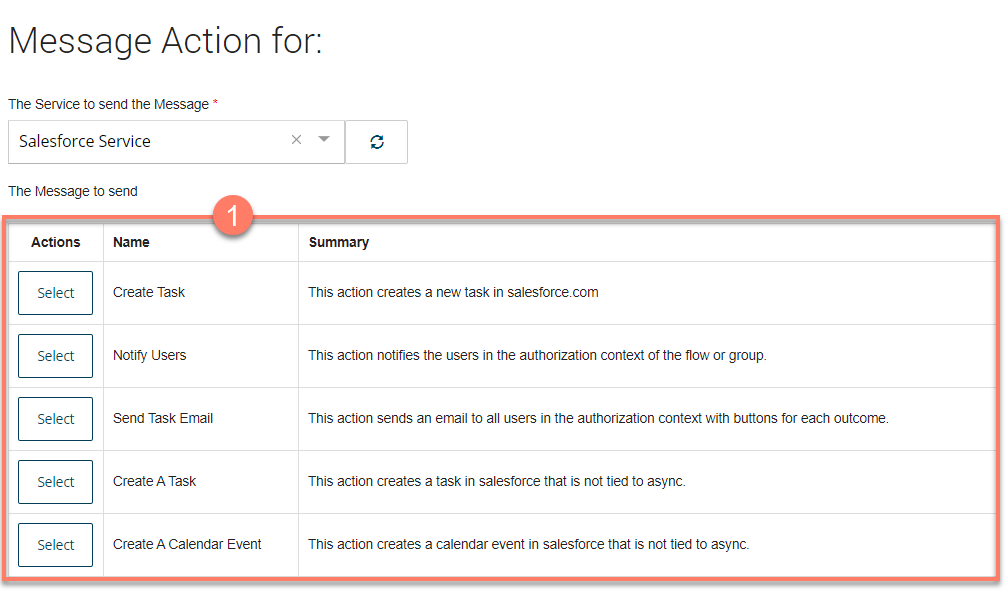 Message Action for:
The Service to send the Message *
Salesforce Service
The Message to send
1
Actions Name Summary
Select Create Task This action creates a new task in salesforce.com
Select Notify Users This action notifies the users in the authorization context of the flow or group.
Select Send Task Email This action sends an email to all users in the authorization context with buttons for each outcome.
Select Create A Task This action creates a task in salesforce that is not tied to async.
Select Create A Calendar Event This action creates a calendar event in salesforce that is not tied to async.